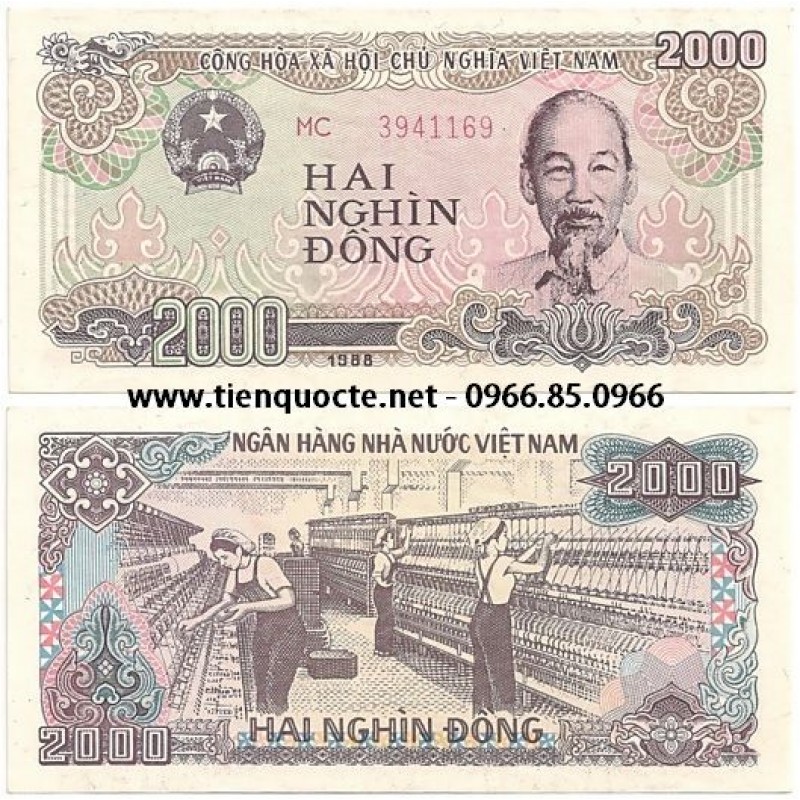 CỘNG HÒA XÃ HỘI CHỦ NGHĨA VIỆT NAM
2000
MC 3941169
HAI
NGHÌN
ĐỒNG
2000
1988
www.tienquocte.net - 0966.85.0966
NGÂN HÀNG NHÀ NƯỚC VIỆT NAM
2000
2000
HAI NGHÌN ĐỒNG